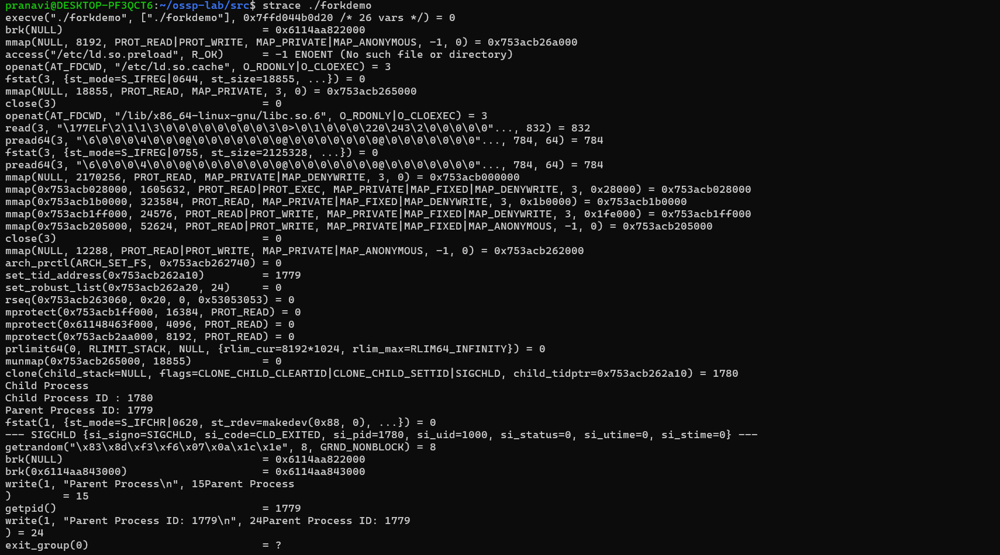 pranavi@DESKTOP-PF3QCT6:~/ossp-lab/src$ strace ./forkdemo
execve("./forkdemo", ["./forkdemo"], 0x7ffd044b0d20 /* 26 vars */) = 0
brk(NULL)                               = 0x6114aa822000
mmap(NULL, 8192, PROT_READ|PROT_WRITE, MAP_PRIVATE|MAP_ANONYMOUS, -1, 0) = 0x753acb26a000
access("/etc/ld.so.preload", R_OK)      = -1 ENOENT (No such file or directory)
openat(AT_FDCWD, "/etc/ld.so.cache", O_RDONLY|O_CLOEXEC) = 3
fstat(3, {st_mode=S_IFREG|0644, st_size=18855, ...}) = 0
mmap(NULL, 18855, PROT_READ, MAP_PRIVATE, 3, 0) = 0x753acb265000
close(3)                                = 0
openat(AT_FDCWD, "/lib/x86_64-linux-gnu/libc.so.6", O_RDONLY|O_CLOEXEC) = 3
read(3, "\177ELF\2\1\1\3\0\0\0\0\0\0\0\0\3\0>\0\1\0\0\0\220\243\2\0\0\0\0\0"..., 832) = 832
pread64(3, "\6\0\0\0\4\0\0\0@\0\0\0\0\0\0\0@\0\0\0\0\0\0\0@\0\0\0\0\0\0\0"..., 784, 64) = 784
fstat(3, {st_mode=S_IFREG|0755, st_size=2125328, ...}) = 0
pread64(3, "\6\0\0\0\4\0\0\0@\0\0\0\0\0\0\0@\0\0\0\0\0\0\0@\0\0\0\0\0\0\0"..., 784, 64) = 784
mmap(NULL, 2170256, PROT_READ, MAP_PRIVATE|MAP_DENYWRITE, 3, 0) = 0x753acb000000
mmap(0x753acb028000, 1605632, PROT_READ|PROT_EXEC, MAP_PRIVATE|MAP_FIXED|MAP_DENYWRITE, 3, 0x28000) = 0x753acb028000
mmap(0x753acb1b0000, 323584, PROT_READ, MAP_PRIVATE|MAP_FIXED|MAP_DENYWRITE, 3, 0x1b0000) = 0x753acb1b0000
mmap(0x753acb1ff000, 24576, PROT_READ|PROT_WRITE, MAP_PRIVATE|MAP_FIXED|MAP_DENYWRITE, 3, 0x1fe000) = 0x753acb1ff000
mmap(0x753acb205000, 52624, PROT_READ|PROT_WRITE, MAP_PRIVATE|MAP_FIXED|MAP_ANONYMOUS, -1, 0) = 0x753acb205000
close(3)                                = 0
mmap(NULL, 12288, PROT_READ|PROT_WRITE, MAP_PRIVATE|MAP_ANONYMOUS, -1, 0) = 0x753acb262000
arch_prctl(ARCH_SET_FS, 0x753acb262740) = 0
set_tid_address(0x753acb262a10)         = 1779
set_robust_list(0x753acb262a20, 24)     = 0
rseq(0x753acb263060, 0x20, 0, 0x53053053) = 0
mprotect(0x753acb1ff000, 16384, PROT_READ) = 0
mprotect(0x61148463f000, 4096, PROT_READ) = 0
mprotect(0x753acb2aa000, 8192, PROT_READ) = 0
prlimit64(0, RLIMIT_STACK, NULL, {rlim_cur=8192*1024, rlim_max=RLIM64_INFINITY}) = 0
munmap(0x753acb265000, 18855)           = 0
clone(child_stack=NULL, flags=CLONE_CHILD_CLEARTID|CLONE_CHILD_SETTID|SIGCHLD, child_tidptr=0x753acb262a10) = 1780
Child Process
Child Process ID : 1780
Parent Process ID: 1779
fstat(1, {st_mode=S_IFCHR|0620, st_rdev=makedev(0x88, 0), ...}) = 0
--- SIGCHLD {si_signo=SIGCHLD, si_code=CLD_EXITED, si_pid=1780, si_uid=1000, si_status=0, si_utime=0, si_stime=0} ---
getrandom("\x83\x8d\xf3\xf6\x07\x0a\x1c\x1e", 8, GRND_NONBLOCK) = 8
brk(NULL)                               = 0x6114aa822000
brk(0x6114aa843000)                     = 0x6114aa843000
write(1, "Parent Process\n", 15Parent Process
)        = 15
getpid()                                = 1779
write(1, "Parent Process ID: 1779\n", 24Parent Process ID: 1779
) = 24
exit_group(0)                           = ?